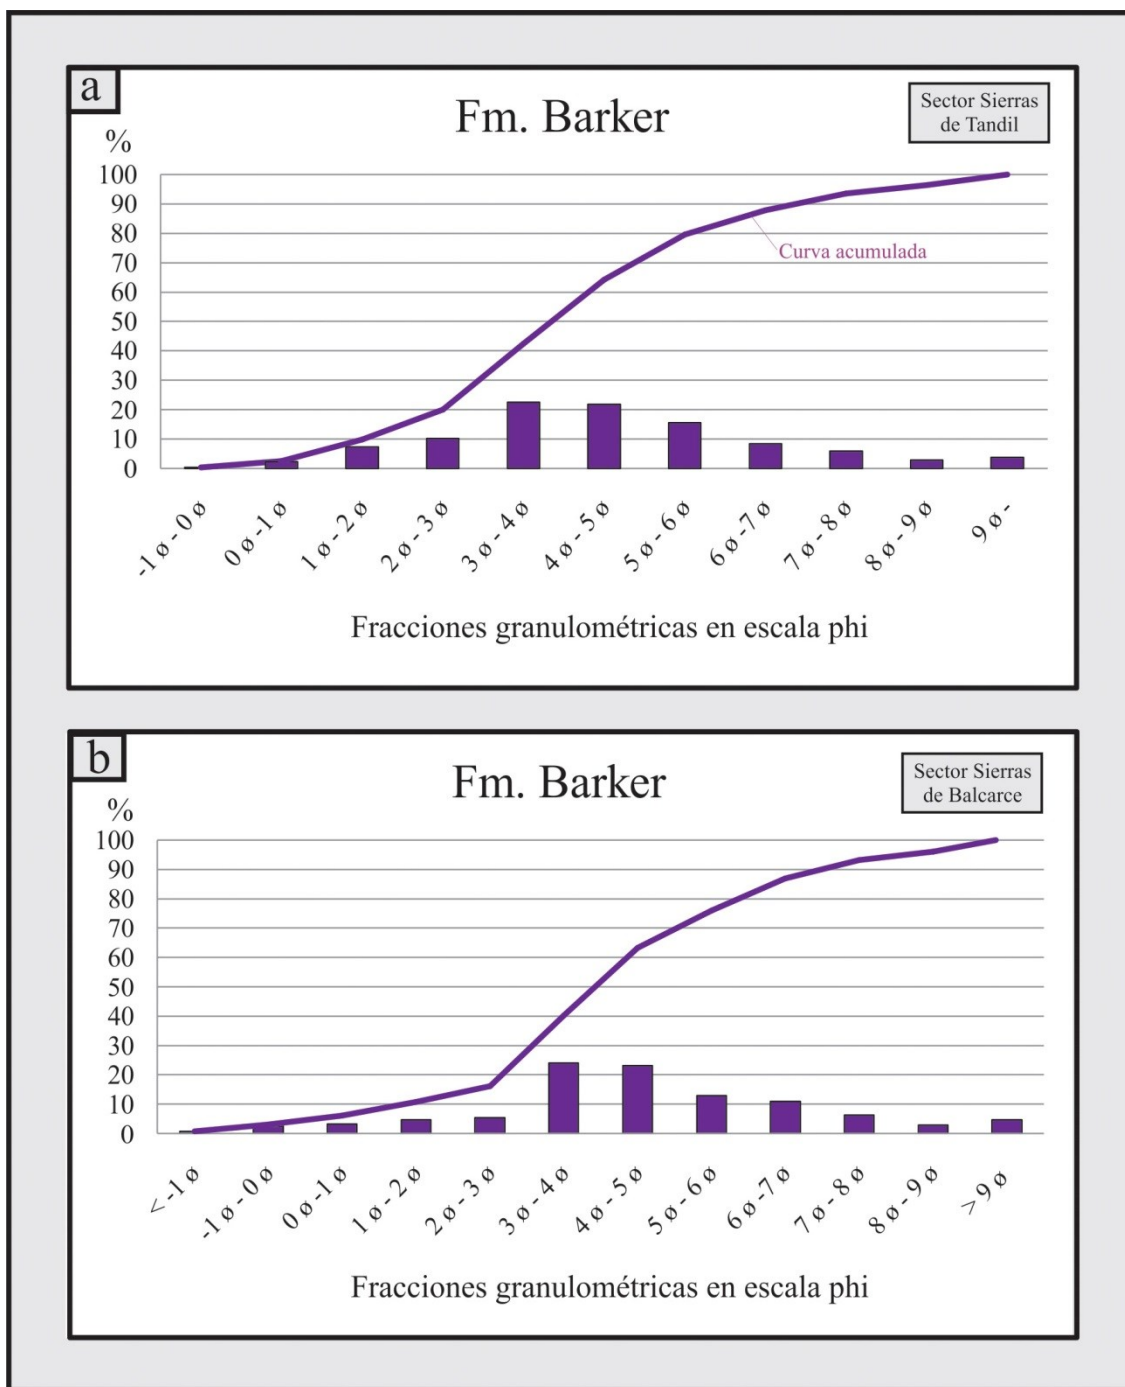 a
Fm. Barker
Sector Sierras
de Tandil
%
100
90
80
70
60
50
40
30
20
10
0
Curva acumulada
-1ø-0ø
0ø-1ø
1ø-2ø
2ø-3ø
3ø-4ø
4ø-5ø
5ø-6ø
6ø-7ø
7ø-8ø
8ø-9ø
9ø-
Fracciones granulométricas en escala phi
b
Fm. Barker
Sector Sierras
de Balcarce
%
100
90
80
70
60
50
40
30
20
10
0
<-1ø
-1ø-0ø
0ø-1ø
1ø-2ø
2ø-3ø
3ø-4ø
4ø-5ø
5ø-6ø
6ø-7ø
7ø-8ø
8ø-9ø
>9ø
Fracciones granulométricas en escala phi